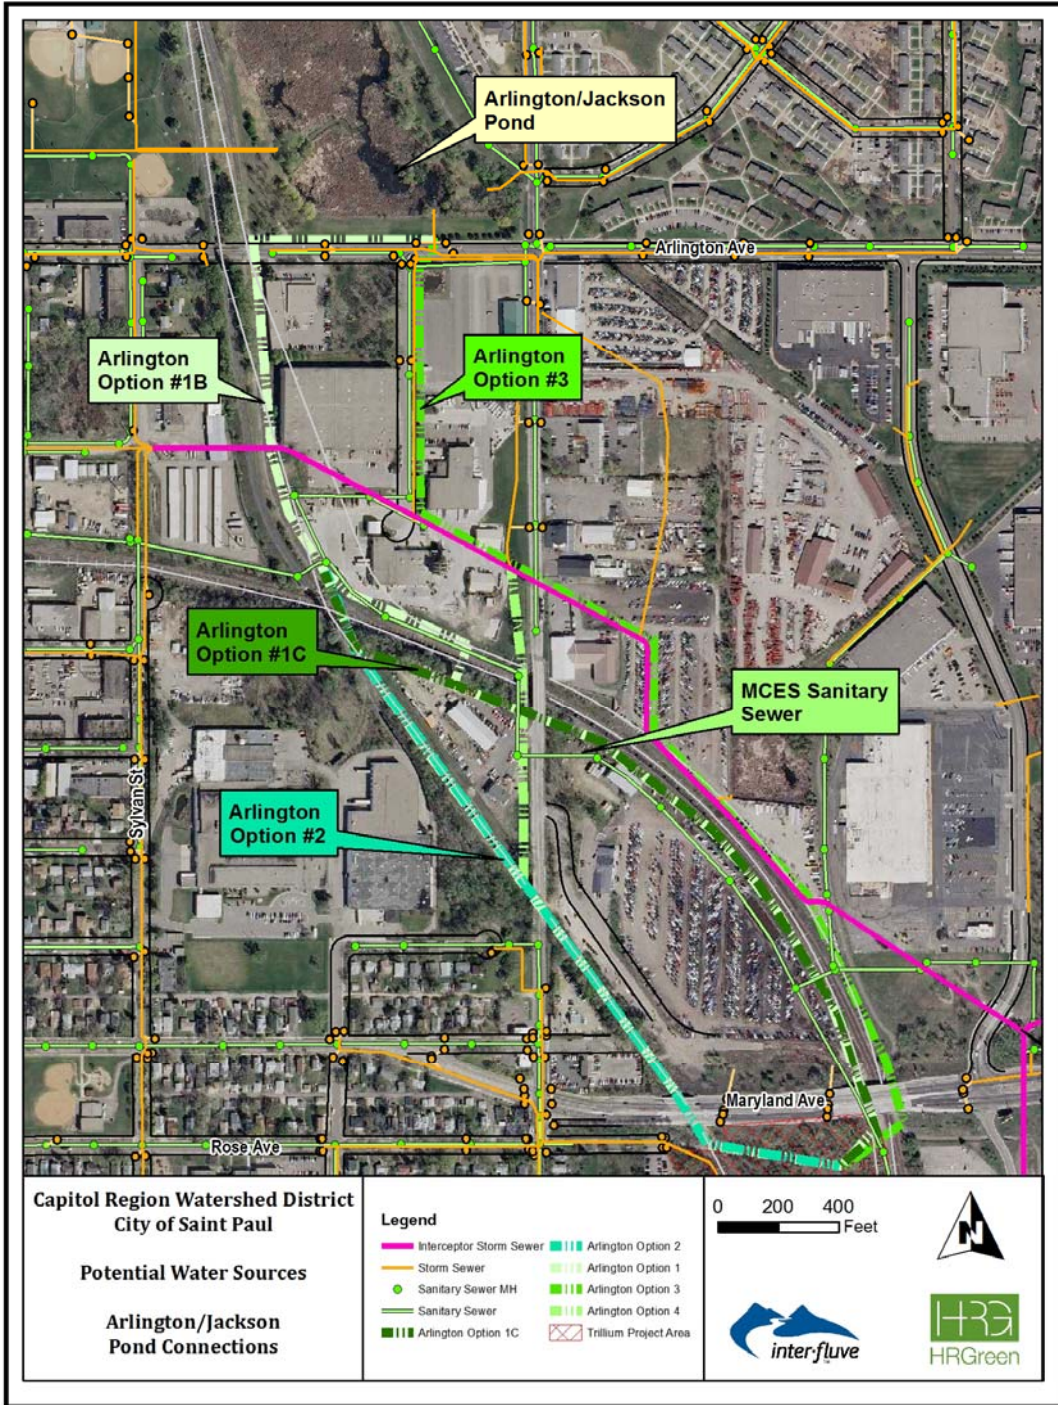 Arlington/Jackson
Pond
Arlington Ave
Arlington
Option #1B
Arlington
Option #3
Arlington
Option #1C
MCES Sanitary
Sewer
Sylvan St
Arlington
Option #2
Maryland Ave
Rose Ave
Capitol Region Watershed District
City of Saint Paul
Potential Water Sources
Arlington/Jackson
Pond Connections
Legend
Interceptor Storm Sewer
Storm Sewer
Sanitary Sewer MH
Sanitary Sewer
Arlington Option 1C
Arlington Option 2
Arlington Option 1
Arlington Option 3
Arlington Option 4
Trillium Project Area
0 200 400
Feet
N
inter-fluve
HRG
HRGreen